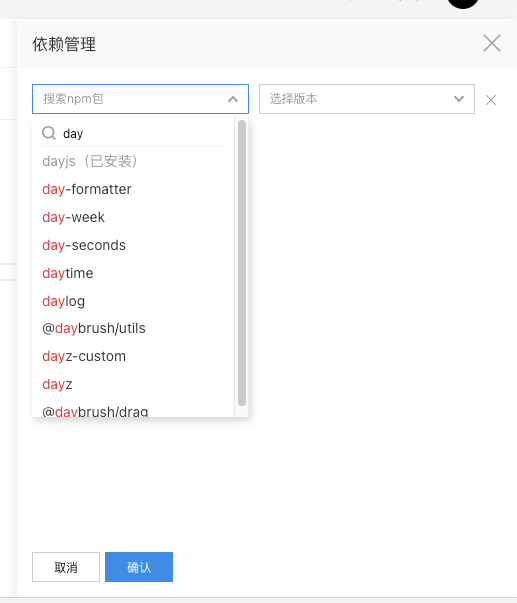 依赖管理
搜索npm包
选择版本
day
dayjs（已安装）
day-formatter
day-week
day-seconds
daytime
daylog
@daybrush/utils
dayz-custom
dayz
@daybrush/drag
取消
确认